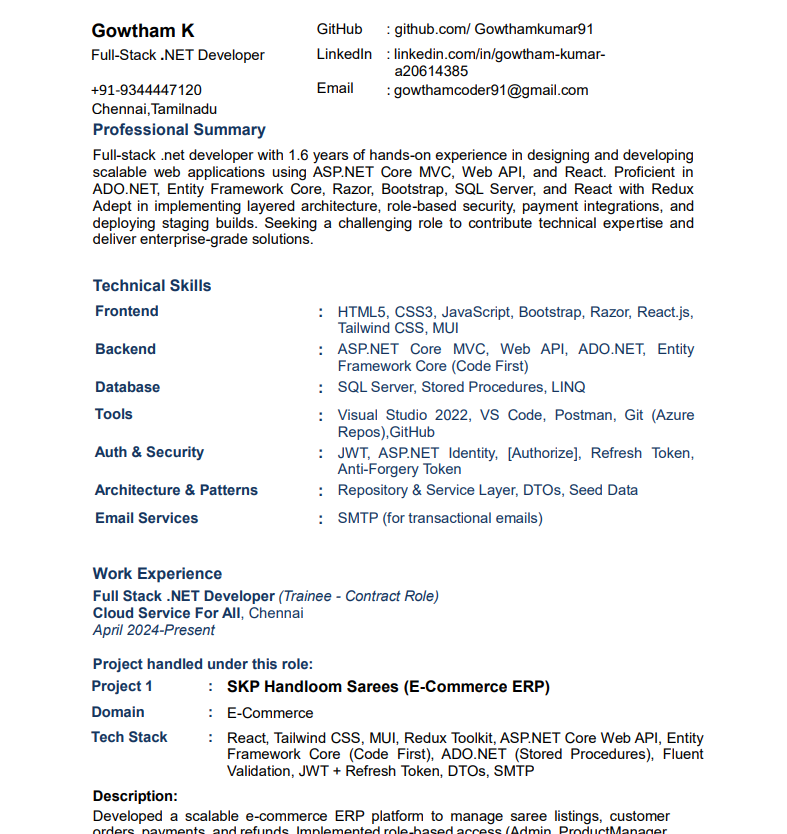 Gowtham K
Full-Stack .NET Developer
GitHub : github.com/ Gowthamkumar91
LinkedIn : linkedin.com/in/gowtham-kumar-
a20614385
+91-9344447120
Chennai,Tamilnadu
Email : gowthamcoder91@gmail.com
Professional Summary
Full-stack .net developer with 1.6 years of hands-on experience in designing and developing
scalable web applications using ASP.NET Core MVC, Web API, and React. Proficient in
ADO.NET, Entity Framework Core, Razor, Bootstrap, SQL Server, and React with Redux
Adept in implementing layered architecture, role-based security, payment integrations, and
deploying staging builds. Seeking a challenging role to contribute technical expertise and
deliver enterprise-grade solutions.
Technical Skills
Frontend : HTML5, CSS3, JavaScript, Bootstrap, Razor, React.js,
Tailwind CSS, MUI
Backend : ASP.NET Core MVC, Web API, ADO.NET, Entity
Framework Core (Code First)
Database : SQL Server, Stored Procedures, LINQ
Tools : Visual Studio 2022, VS Code, Postman, Git (Azure
Repos),GitHub
Auth & Security : JWT, ASP.NET Identity, [Authorize], Refresh Token,
Anti-Forgery Token
Architecture & Patterns : Repository & Service Layer, DTOs, Seed Data
Email Services : SMTP (for transactional emails)
Work Experience
Full Stack .NET Developer (Trainee - Contract Role)
Cloud Service For All, Chennai
April 2024-Present
Project handled under this role:
Project 1 : SKP Handloom Sarees (E-Commerce ERP)
Domain : E-Commerce
Tech Stack : React, Tailwind CSS, MUI, Redux Toolkit, ASP.NET Core Web API, Entity
Framework Core (Code First), ADO.NET (Stored Procedures), Fluent
Validation, JWT + Refresh Token, DTOs, SMTP
Description:
Developed a scalable e-commerce ERP platform to manage saree listings, customer
orders, payments, and refunds. Implemented role-based access (Admin, ProductManager,